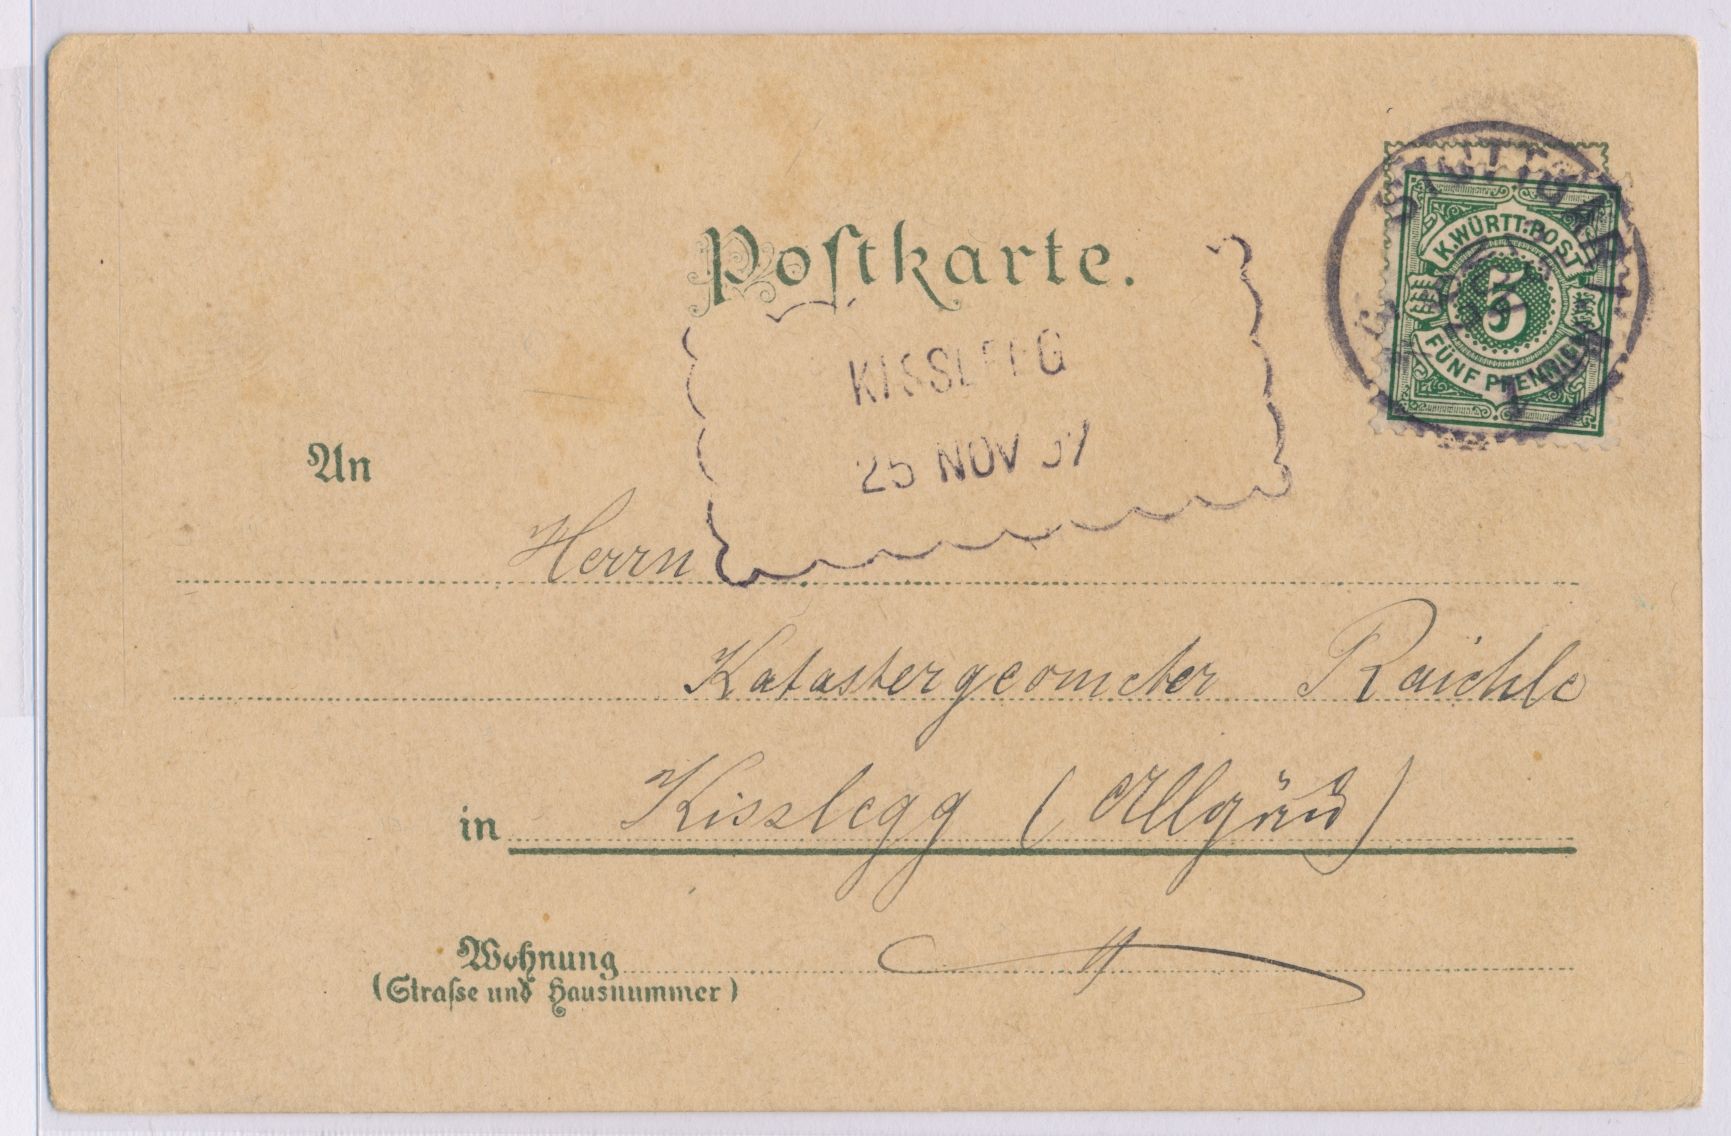 Postkarte.
K. WÜRTT. POST
5
FÜNF PFENNIG
STUTTGART
KISSLEGG
25 NOV 97
An
Herrn
Katastergeometer Raichle
in Kisslegg (Allgäu)
Wohnung
(Straſse und Hausnummer)